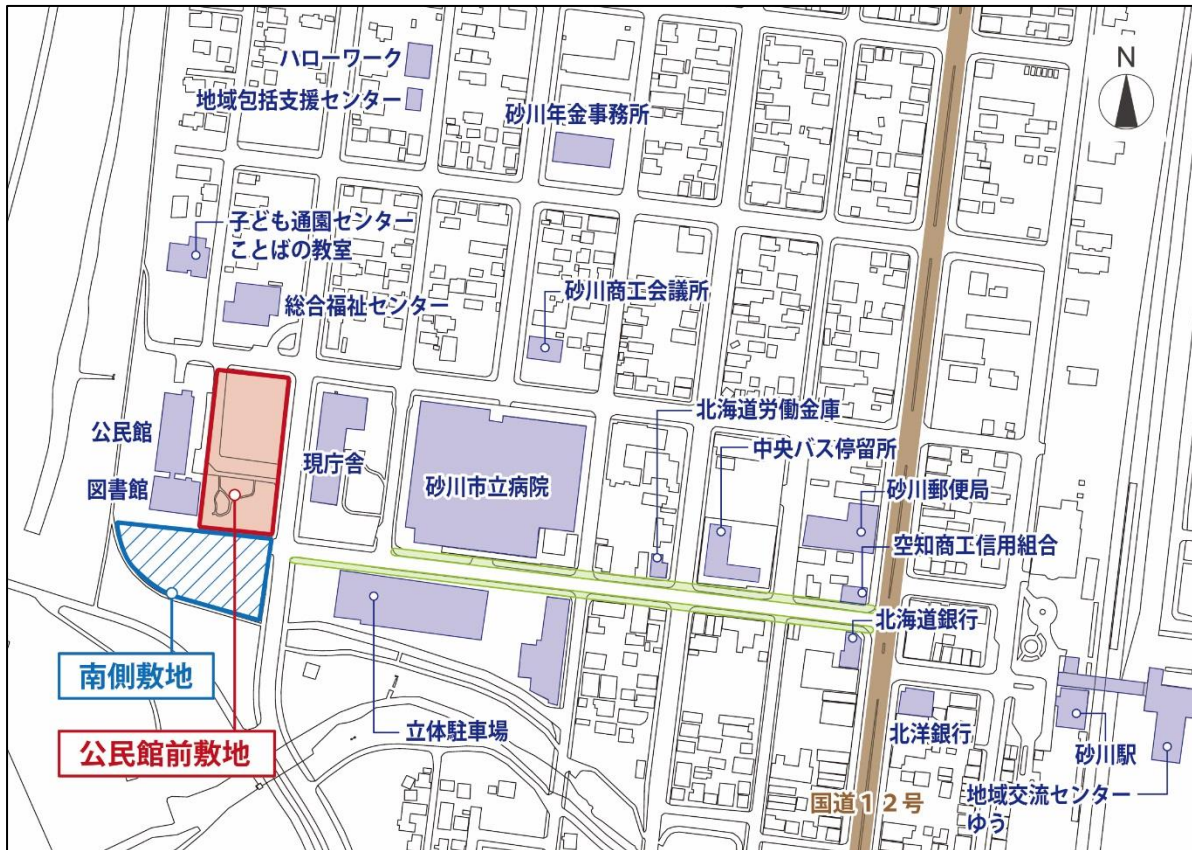 ハローワーク
地域包括支援センター
砂川年金事務所
N
子ども通園センター
ことばの教室
総合福祉センター
砂川商工会議所
北海道労働金庫
中央バス停留所
公民館
現庁舎
砂川市立病院
図書館
砂川郵便局
空知商工信用組合
北海道銀行
南側敷地
立体駐車場
公民館前敷地
北洋銀行
砂川駅
国道12号
地域交流センター
ゆう